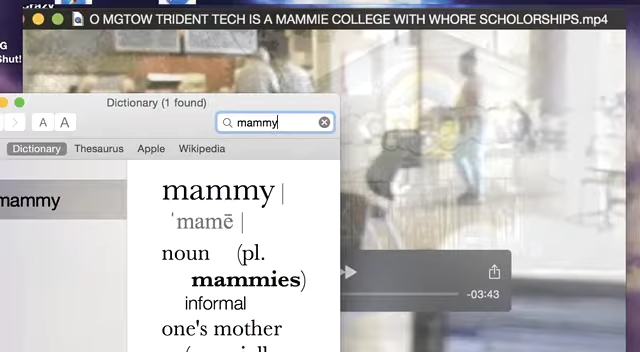 O MGTOW TRIDENT TECH IS A MAMMIE COLLEGE WITH WHORE SCHOLORSHIPS.mp4
G
Shut!
Dictionary (1 found)
A A
mammy
Dictionary Thesaurus Apple Wikipedia
mammy
mammy |
ˈmamē |
noun (pl.
mammies)
informal
one's mother
-03:43